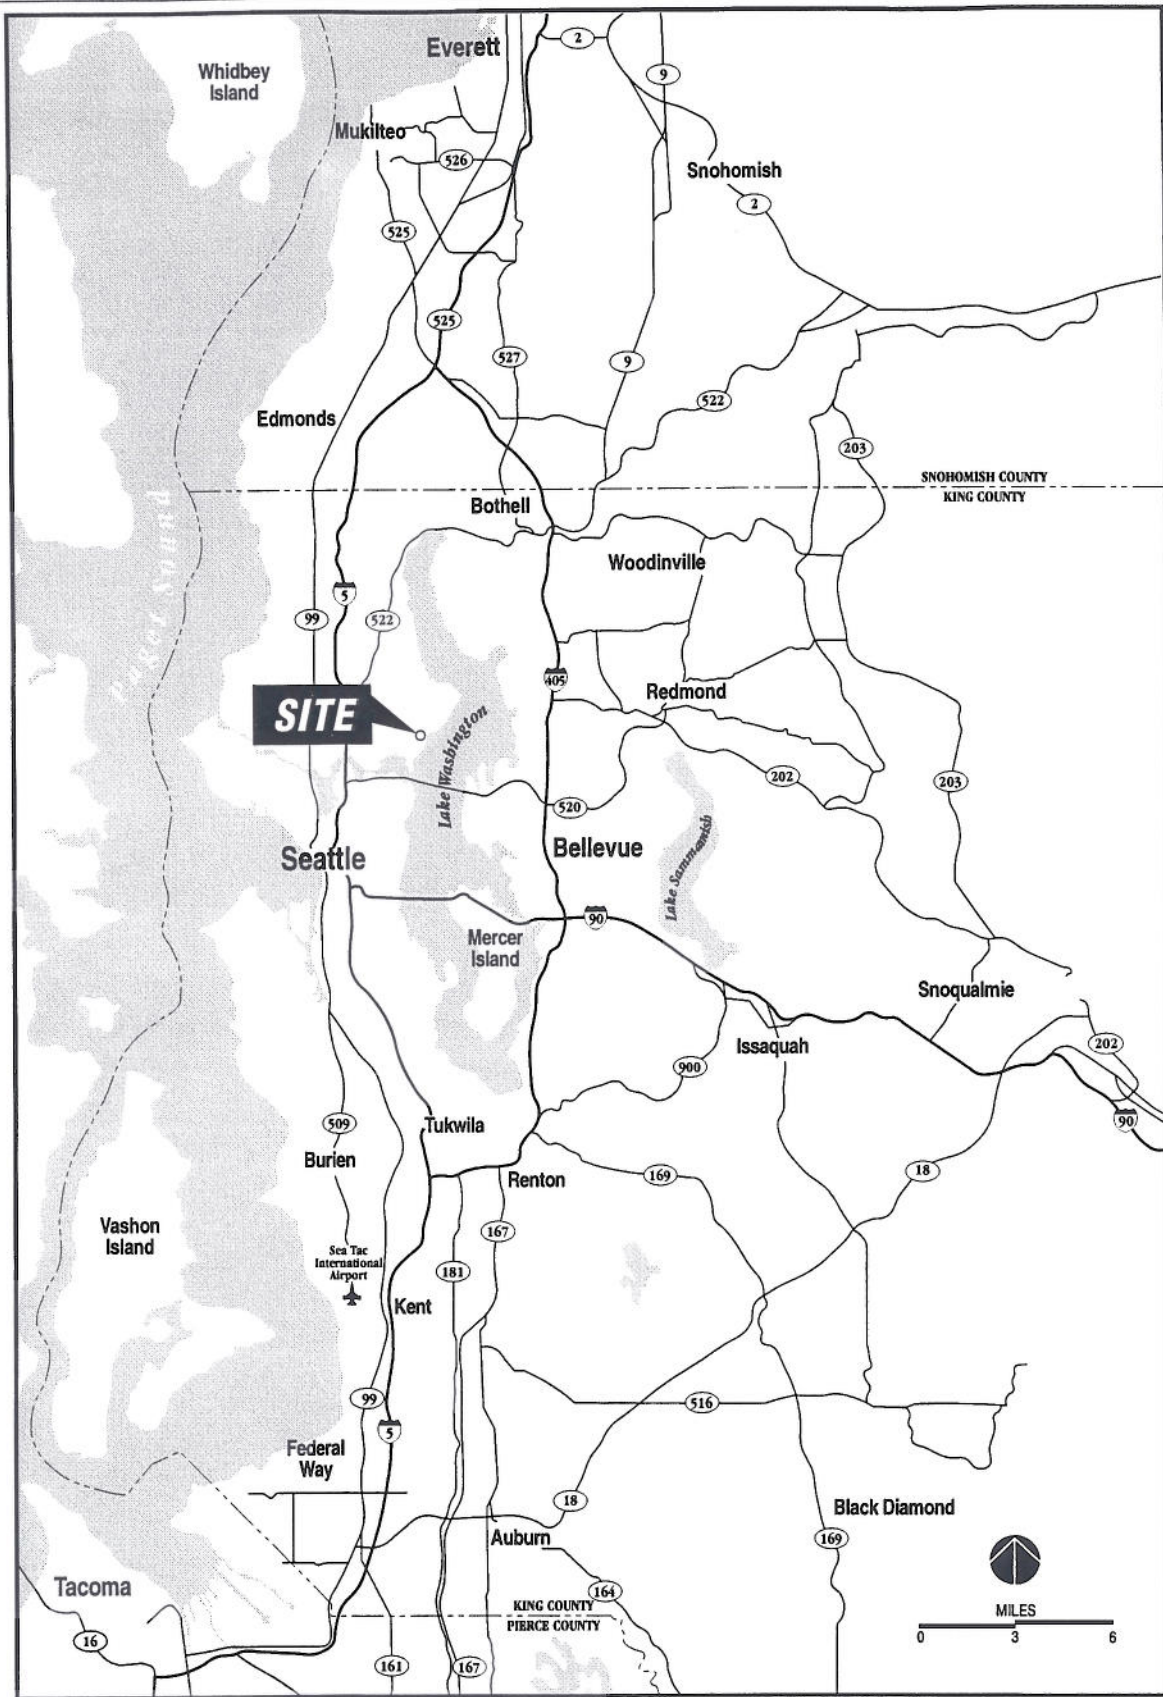 Everett
2
Whidbey
Island
9
Mukilteo
526
Snohomish
2
525
525
527
9
522
Edmonds
203
SNOHOMISH COUNTY
KING COUNTY
Bothell
Puget Sound
Woodinville
5
99
522
405
Redmond
SITE
Lake Washington
202
203
520
Lake Sammamish
Seattle
Bellevue
90
Mercer
Island
Snoqualmie
Issaquah
202
900
90
509
Tukwila
Burien
Renton
169
18
Vashon
Island
167
Sea Tac
International
Airport
181
Kent
99
516
5
Federal
Way
18
Black Diamond
Auburn
169
Tacoma
164
KING COUNTY
PIERCE COUNTY
MILES
0 3 6
16
161
167